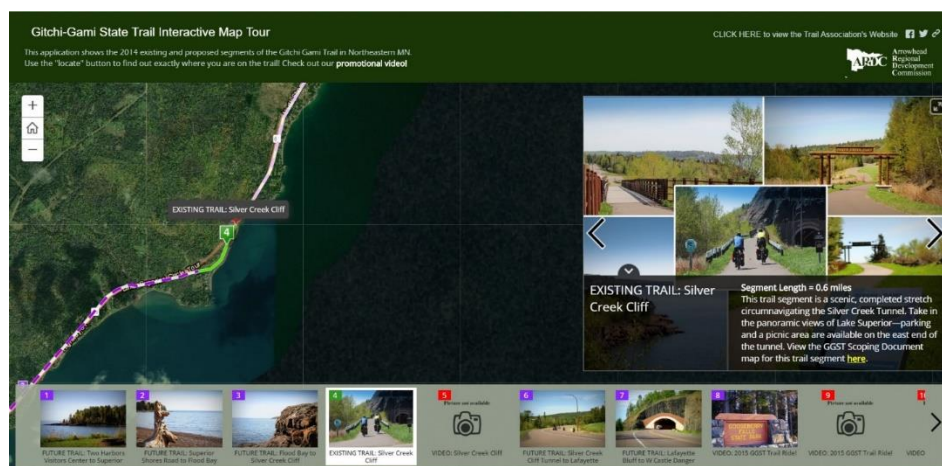 Gitchi-Gami State Trail Interactive Map Tour
This application shows the 2014 existing and proposed segments of the Gitchi Gami Trail in Northeastern MN.
Use the "locate" button to find out exactly where you are on the trail! Check out our promotional video!
CLICK HERE to view the Trail Association's Website
ARDC
Arrowhead
Regional
Development
Commission
EXISTING TRAIL: Silver Creek Cliff
4
EXISTING TRAIL: Silver
Creek Cliff
Segment Length = 0.6 miles
This trail segment is a scenic, completed stretch
circumnavigating the Silver Creek Tunnel. Take in
the panoramic views of Lake Superior—parking
and a picnic area are available on the east end of
the tunnel. View the GGST Scoping Document
map for this trail segment here.
1
FUTURE TRAIL: Two Harbors
Visitors Center to Superior
2
FUTURE TRAIL: Superior
Shores Road to Flood Bay
3
FUTURE TRAIL: Flood Bay to
Silver Creek Cliff
4
EXISTING TRAIL: Silver Creek
Cliff
5
Picture not available
VIDEO: Silver Creek Cliff
6
FUTURE TRAIL: Silver Creek
Cliff Tunnel to Lafayette
7
FUTURE TRAIL: Lafayette
Bluff to W Castle Danger
8
GOOSEBERRY
FALLS
STATE PARK
VIDEO: 2013 GGST Trail Ride!
9
Picture not available
VIDEO: 2014 GGST Trail Ride!
10
VIDEO